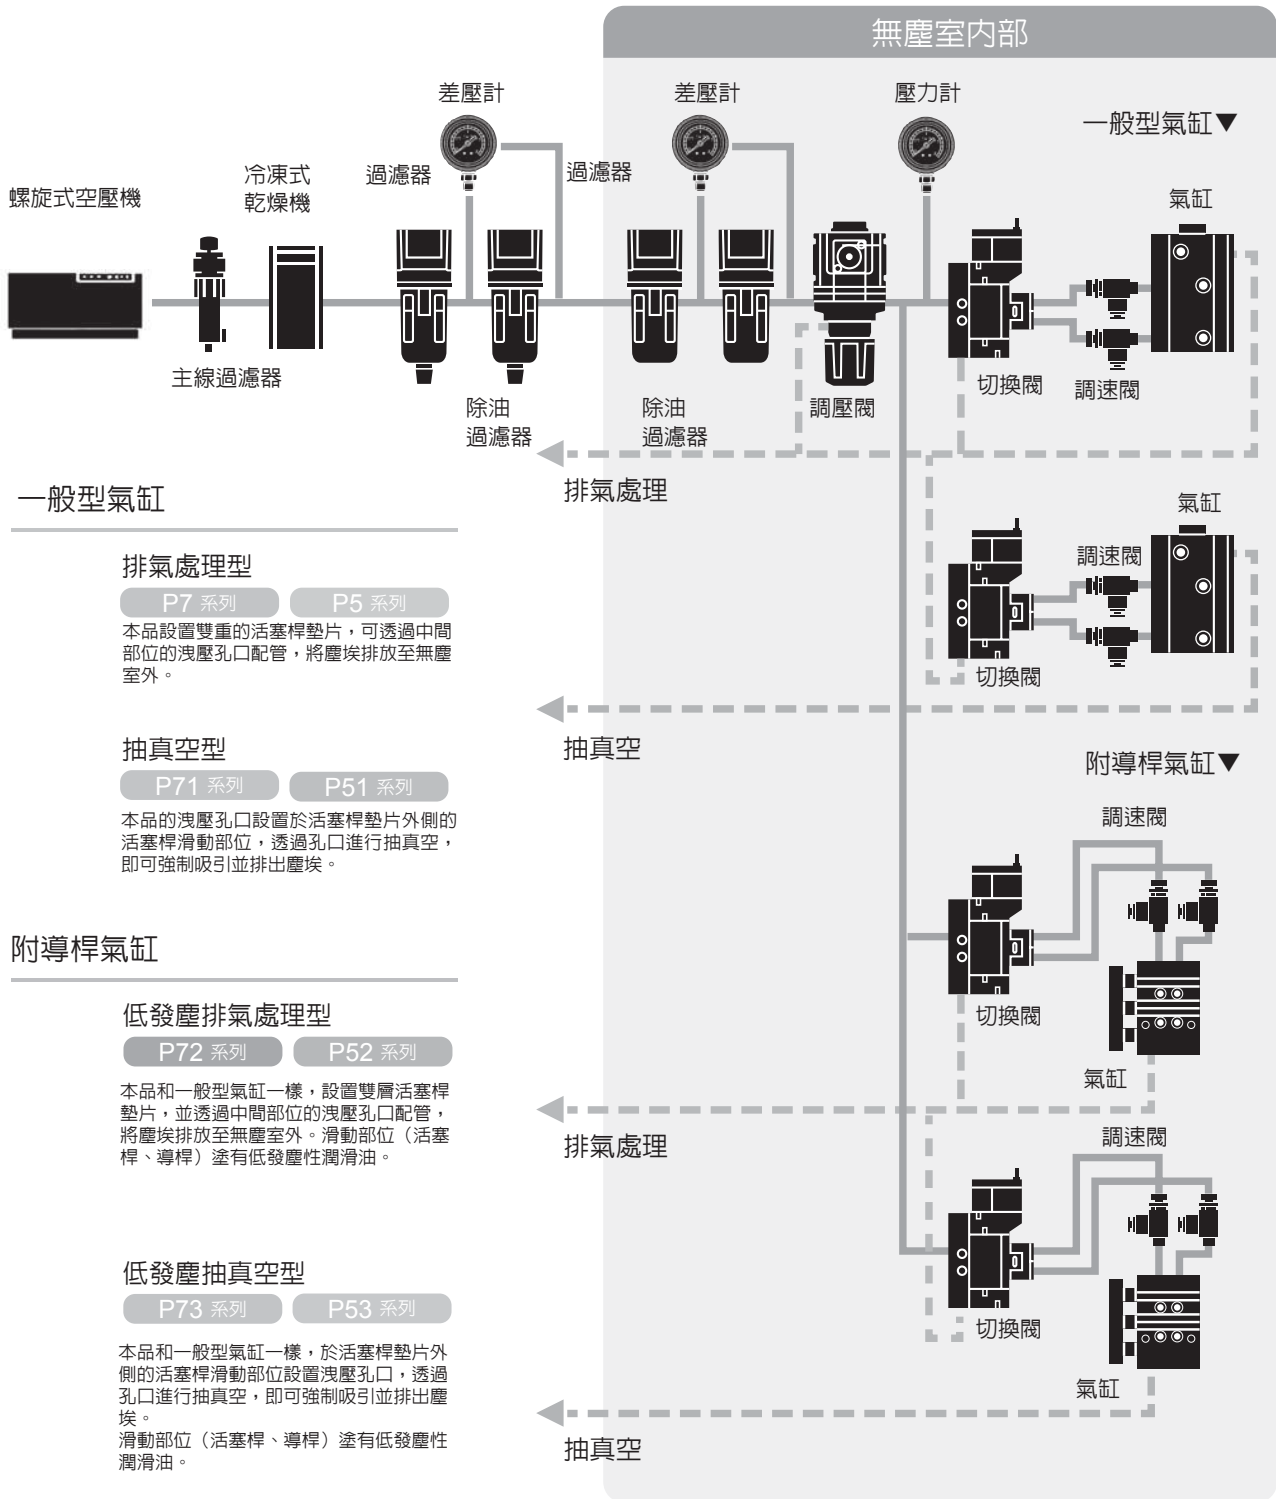 無塵室内部
差壓計
差壓計
壓力計
一般型氣缸▼
過濾器
過濾器
冷凍式
乾燥機
螺旋式空壓機
氣缸
主線過濾器
切換閥
調速閥
除油
過濾器
除油
過濾器
調壓閥
排氣處理
一般型氣缸
排氣處理型
P7 系列
P5 系列
本品設置雙重的活塞桿墊片，可透過中間
部位的洩壓孔口配管，將塵埃排放至無塵
室外。
氣缸
調速閥
切換閥
抽真空
抽真空型
P71 系列
P51 系列
本品的洩壓孔口設置於活塞桿墊片外側的
活塞桿滑動部位，透過孔口進行抽真空，
即可強制吸引並排出塵埃。
附導桿氣缸▼
調速閥
切換閥
氣缸
排氣處理
附導桿氣缸
低發塵排氣處理型
P72 系列
P52 系列
本品和一般型氣缸一樣，設置雙層活塞桿
墊片，並透過中間部位的洩壓孔口配管，
將塵埃排放至無塵室外。滑動部位（活塞
桿、導桿）塗有低發塵性潤滑油。
調速閥
切換閥
氣缸
抽真空
低發塵抽真空型
P73 系列
P53 系列
本品和一般型氣缸一樣，於活塞桿墊片外
側的活塞桿滑動部位設置洩壓孔口，透過
孔口進行抽真空，即可強制吸引並排出塵
埃。
滑動部位（活塞桿、導桿）塗有低發塵性
潤滑油。